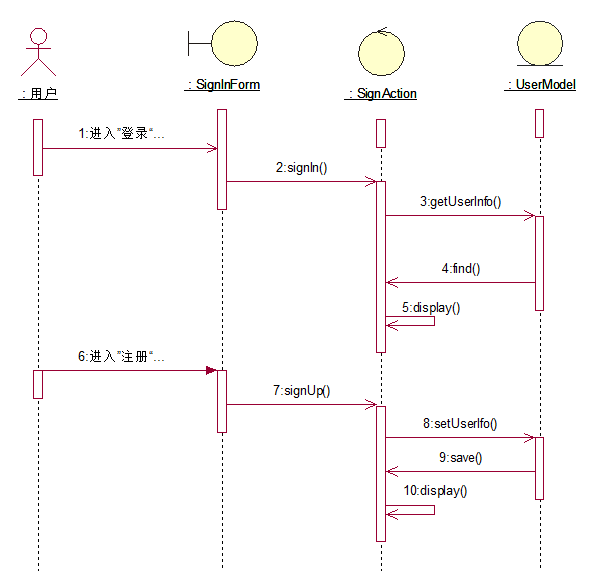 : 用户
: SignInForm
: SignAction
: UserModel
1:进入”登录“...
2:signIn()
3:getUserInfo()
4:find()
5:display()
6:进入”注册“...
7:signUp()
8:setUserIfo()
9:save()
10:display()